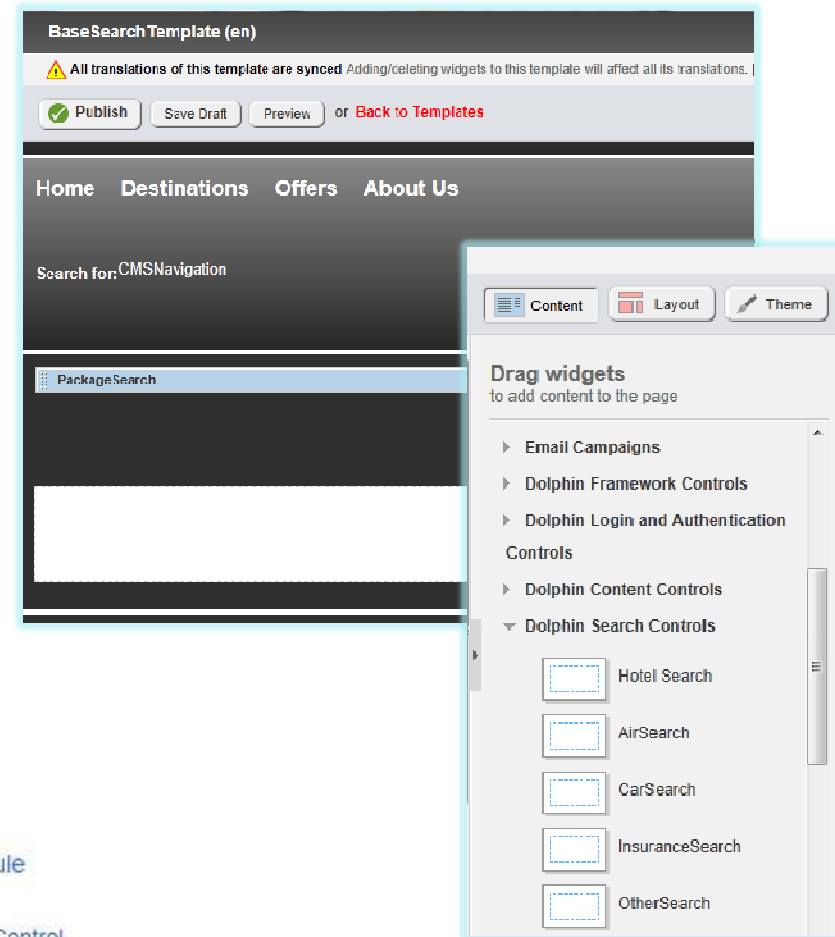 BaseSearchTemplate (en)
All translations of this template are synced Adding/deleting widgets to this template will affect all its translations.
Publish Save Draft Preview or Back to Templates
Home Destinations Offers About Us
Search for: CMSNavigation
PackageSearch
Content Layout Theme
Drag widgets
to add content to the page
Email Campaigns
Dolphin Framework Controls
Dolphin Login and Authentication
Controls
Dolphin Content Controls
Dolphin Search Controls
Hotel Search
AirSearch
CarSearch
InsuranceSearch
OtherSearch
ule